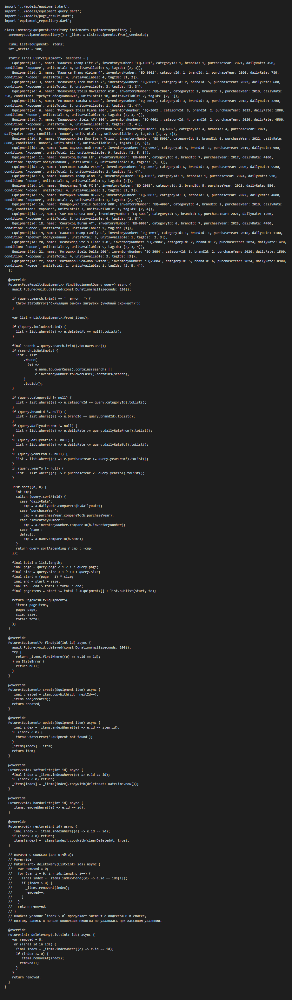 import '../models/equipment.dart';
import '../models/equipment_query.dart';
import '../models/page_result.dart';
import 'equipment_repository.dart';

class InMemoryEquipmentRepository implements EquipmentRepository {
  InMemoryEquipmentRepository() : _items = List<Equipment>.from(_seedData);

  final List<Equipment> _items;
  int _nextId = 100;

  static final List<Equipment> _seedData = [
    Equipment(id: 1, name: 'Палатка Tramp Lite 2', inventoryNumber: 'EQ-1001', categoryId: 1, brandId: 1, purchaseYear: 2021, dailyRate: 450,
condition: 'хорошее', unitsTotal: 8, unitsAvailable: 5, tagIds: [2, 3]),
    Equipment(id: 2, name: 'Палатка Tramp Alpine 4', inventoryNumber: 'EQ-1002', categoryId: 1, brandId: 1, purchaseYear: 2020, dailyRate: 780,
condition: 'новое', unitsTotal: 4, unitsAvailable: 4, tagIds: [1, 2]),
    Equipment(id: 3, name: 'Велосипед Trek Marlin 7', inventoryNumber: 'EQ-2001', categoryId: 2, brandId: 5, purchaseYear: 2022, dailyRate: 600,
condition: 'хорошее', unitsTotal: 6, unitsAvailable: 3, tagIds: [2, 3]),
    Equipment(id: 4, name: 'Велосипед Stels Navigator 610', inventoryNumber: 'EQ-2002', categoryId: 2, brandId: 2, purchaseYear: 2019, dailyRate:
350, condition: 'требует обслуживания', unitsTotal: 10, unitsAvailable: 7, tagIds: [2, 3]),
    Equipment(id: 5, name: 'Мотоцикл Yamaha XT660R', inventoryNumber: 'EQ-3001', categoryId: 3, brandId: 3, purchaseYear: 2018, dailyRate: 3200,
condition: 'хорошее', unitsTotal: 3, unitsAvailable: 1, tagIds: [2, 4]),
    Equipment(id: 6, name: 'Мотоцикл Stels Flame 200', inventoryNumber: 'EQ-3002', categoryId: 3, brandId: 2, purchaseYear: 2023, dailyRate: 1800,
condition: 'новое', unitsTotal: 5, unitsAvailable: 4, tagIds: [2, 3, 4]),
    Equipment(id: 7, name: 'Квадроцикл Stels ATV 500', inventoryNumber: 'EQ-4001', categoryId: 4, brandId: 2, purchaseYear: 2020, dailyRate: 4500,
condition: 'хорошее', unitsTotal: 4, unitsAvailable: 2, tagIds: [2, 4]),
    Equipment(id: 8, name: 'Квадроцикл Polaris Sportsman 570', inventoryNumber: 'EQ-4002', categoryId: 4, brandId: 4, purchaseYear: 2021,
dailyRate: 5200, condition: 'новое', unitsTotal: 2, unitsAvailable: 2, tagIds: [1, 2, 4]),
    Equipment(id: 9, name: 'Гидроцикл Sea-Doo Spark Trixx', inventoryNumber: 'EQ-5001', categoryId: 5, brandId: 6, purchaseYear: 2022, dailyRate:
6800, condition: 'новое', unitsTotal: 3, unitsAvailable: 1, tagIds: [2, 5]),
    Equipment(id: 10, name: 'Каяк двухместный Tramp', inventoryNumber: 'EQ-5002', categoryId: 5, brandId: 1, purchaseYear: 2019, dailyRate: 900,
condition: 'хорошее', unitsTotal: 12, unitsAvailable: 9, tagIds: [2, 5, 3]),
    Equipment(id: 11, name: 'Снегоход Buran LE', inventoryNumber: 'EQ-6001', categoryId: 6, brandId: 7, purchaseYear: 2017, dailyRate: 4100,
condition: 'требует обслуживания', unitsTotal: 2, unitsAvailable: 0, tagIds: [1, 3]),
    Equipment(id: 12, name: 'Снегоход Yamaha VK540', inventoryNumber: 'EQ-6002', categoryId: 6, brandId: 3, purchaseYear: 2020, dailyRate: 5500,
condition: 'хорошее', unitsTotal: 3, unitsAvailable: 2, tagIds: [1, 4]),
    Equipment(id: 13, name: 'Палатка Tramp Wind 3', inventoryNumber: 'EQ-1003', categoryId: 1, brandId: 1, purchaseYear: 2024, dailyRate: 520,
condition: 'новое', unitsTotal: 6, unitsAvailable: 6, tagIds: [2]),
    Equipment(id: 14, name: 'Велосипед Trek FX 3', inventoryNumber: 'EQ-2003', categoryId: 2, brandId: 5, purchaseYear: 2023, dailyRate: 550,
condition: 'новое', unitsTotal: 4, unitsAvailable: 2, tagIds: [2, 3]),
    Equipment(id: 15, name: 'Мотоцикл Yamaha MT-07', inventoryNumber: 'EQ-3003', categoryId: 3, brandId: 3, purchaseYear: 2022, dailyRate: 4800,
condition: 'хорошее', unitsTotal: 2, unitsAvailable: 1, tagIds: [2, 4]),
    Equipment(id: 16, name: 'Квадроцикл Stels Guepard 800', inventoryNumber: 'EQ-4003', categoryId: 4, brandId: 2, purchaseYear: 2019, dailyRate:
3900, condition: 'хорошее', unitsTotal: 3, unitsAvailable: 1, tagIds: [2, 4]),
    Equipment(id: 17, name: 'SUP-доска Sea-Doo', inventoryNumber: 'EQ-5003', categoryId: 5, brandId: 6, purchaseYear: 2021, dailyRate: 1200,
condition: 'хорошее', unitsTotal: 8, unitsAvailable: 6, tagIds: [2, 5]),
    Equipment(id: 18, name: 'Снегоход Buran 4T', inventoryNumber: 'EQ-6003', categoryId: 6, brandId: 7, purchaseYear: 2023, dailyRate: 4700,
condition: 'новое', unitsTotal: 2, unitsAvailable: 2, tagIds: [1]),
    Equipment(id: 19, name: 'Палатка Tramp Family 6', inventoryNumber: 'EQ-1004', categoryId: 1, brandId: 1, purchaseYear: 2018, dailyRate: 1100,
condition: 'требует обслуживания', unitsTotal: 3, unitsAvailable: 1, tagIds: [2, 3]),
    Equipment(id: 20, name: 'Велосипед Stels Flash 2.0', inventoryNumber: 'EQ-2004', categoryId: 2, brandId: 2, purchaseYear: 2024, dailyRate: 420,
condition: 'новое', unitsTotal: 7, unitsAvailable: 5, tagIds: [2, 3, 4]),
    Equipment(id: 21, name: 'Мотоцикл Stels Delta 200', inventoryNumber: 'EQ-3004', categoryId: 3, brandId: 2, purchaseYear: 2020, dailyRate: 1500,
condition: 'хорошее', unitsTotal: 4, unitsAvailable: 3, tagIds: [3]),
    Equipment(id: 22, name: 'Катамаран Sea-Doo Switch', inventoryNumber: 'EQ-5004', categoryId: 5, brandId: 6, purchaseYear: 2024, dailyRate: 8900,
condition: 'новое', unitsTotal: 1, unitsAvailable: 1, tagIds: [2, 5, 4]),
  ];

  @override
  Future<PageResult<Equipment>> find(EquipmentQuery query) async {
    await Future<void>.delayed(const Duration(milliseconds: 250));

    if (query.search.trim() == '__error__') {
      throw StateError('Симуляция ошибки загрузки (учебный скриншот)');
    }

    var list = List<Equipment>.from(_items);

    if (!query.includeDeleted) {
      list = list.where((e) => e.deletedAt == null).toList();
    }

    final search = query.search.trim().toLowerCase();
    if (search.isNotEmpty) {
      list = list
          .where(
            (e) =>
                e.name.toLowerCase().contains(search) ||
                e.inventoryNumber.toLowerCase().contains(search),
          )
          .toList();
    }

    if (query.categoryId != null) {
      list = list.where((e) => e.categoryId == query.categoryId).toList();
    }
    if (query.brandId != null) {
      list = list.where((e) => e.brandId == query.brandId).toList();
    }
    if (query.dailyRateFrom != null) {
      list = list.where((e) => e.dailyRate >= query.dailyRateFrom!).toList();
    }
    if (query.dailyRateTo != null) {
      list = list.where((e) => e.dailyRate <= query.dailyRateTo!).toList();
    }
    if (query.yearFrom != null) {
      list = list.where((e) => e.purchaseYear >= query.yearFrom!).toList();
    }
    if (query.yearTo != null) {
      list = list.where((e) => e.purchaseYear <= query.yearTo!).toList();
    }

    list.sort((a, b) {
      int cmp;
      switch (query.sortField) {
        case 'dailyRate':
          cmp = a.dailyRate.compareTo(b.dailyRate);
        case 'purchaseYear':
          cmp = a.purchaseYear.compareTo(b.purchaseYear);
        case 'inventoryNumber':
          cmp = a.inventoryNumber.compareTo(b.inventoryNumber);
        case 'name':
        default:
          cmp = a.name.compareTo(b.name);
      }
      return query.sortAscending ? cmp : -cmp;
    });

    final total = list.length;
    final page = query.page < 1 ? 1 : query.page;
    final size = query.size < 1 ? 10 : query.size;
    final start = (page - 1) * size;
    final end = start + size;
    final to = end > total ? total : end;
    final pageItems = start >= total ? <Equipment>[] : list.sublist(start, to);

    return PageResult<Equipment>(
      items: pageItems,
      page: page,
      size: size,
      total: total,
    );
  }

  @override
  Future<Equipment?> findById(int id) async {
    await Future<void>.delayed(const Duration(milliseconds: 100));
    try {
      return _items.firstWhere((e) => e.id == id);
    } on StateError {
      return null;
    }
  }

  @override
  Future<Equipment> create(Equipment item) async {
    final created = item.copyWith(id: _nextId++);
    _items.add(created);
    return created;
  }

  @override
  Future<Equipment> update(Equipment item) async {
    final index = _items.indexWhere((e) => e.id == item.id);
    if (index < 0) {
      throw StateError('Equipment not found');
    }
    _items[index] = item;
    return item;
  }

  @override
  Future<void> softDelete(int id) async {
    final index = _items.indexWhere((e) => e.id == id);
    if (index < 0) return;
    _items[index] = _items[index].copyWith(deletedAt: DateTime.now());
  }

  @override
  Future<void> hardDelete(int id) async {
    _items.removeWhere((e) => e.id == id);
  }

  @override
  Future<void> restore(int id) async {
    final index = _items.indexWhere((e) => e.id == id);
    if (index < 0) return;
    _items[index] = _items[index].copyWith(clearDeletedAt: true);
  }

  // ВАРИАНТ С ОШИБКОЙ (для отчёта):
  // @override
  // Future<int> deleteMany(List<int> ids) async {
  //   var removed = 0;
  //   for (var i = 0; i < ids.length; i++) {
  //     final index = _items.indexWhere((e) => e.id == ids[i]);
  //     if (index > 0) {
  //       _items.removeAt(index);
  //       removed++;
  //     }
  //   }
  //   return removed;
  // }
  // Ошибка: условие `index > 0` пропускает элемент с индексом 0 в списке,
  // поэтому запись в начале коллекции никогда не удалялась при массовом удалении.

  @override
  Future<int> deleteMany(List<int> ids) async {
    var removed = 0;
    for (final id in ids) {
      final index = _items.indexWhere((e) => e.id == id);
      if (index >= 0) {
        _items.removeAt(index);
        removed++;
      }
    }
    return removed;
  }
}